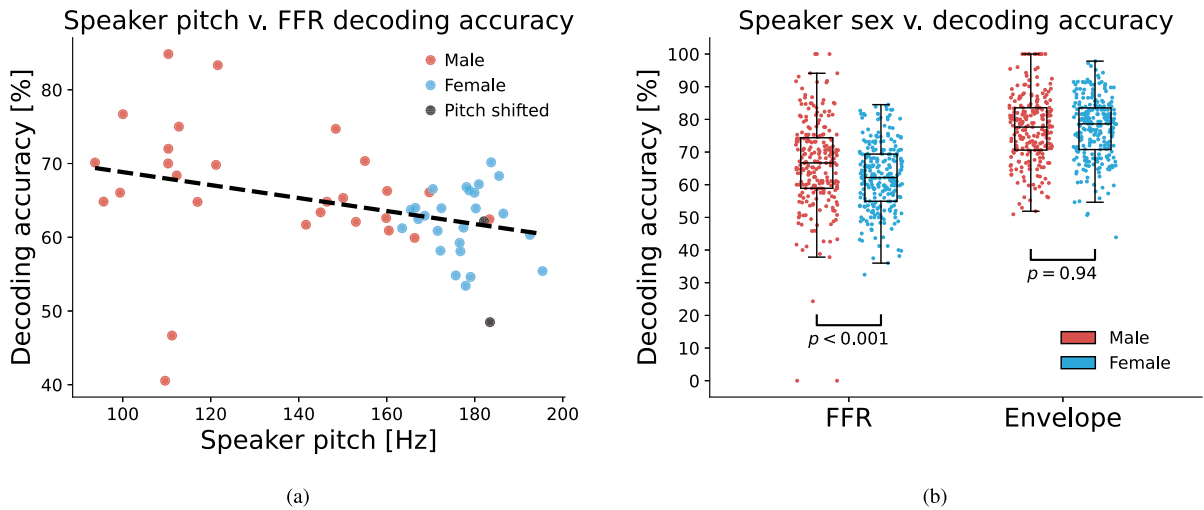 Speaker pitch v. FFR decoding accuracy
Decoding accuracy [%]
80
70
60
50
40
Male
Female
Pitch shifted
100 120 140 160 180 200
Speaker pitch [Hz]
(a)
Speaker sex v. decoding accuracy
Decoding accuracy [%]
100
90
80
70
60
50
40
30
20
10
0
p < 0.001
p = 0.94
Male
Female
FFR Envelope
(b)